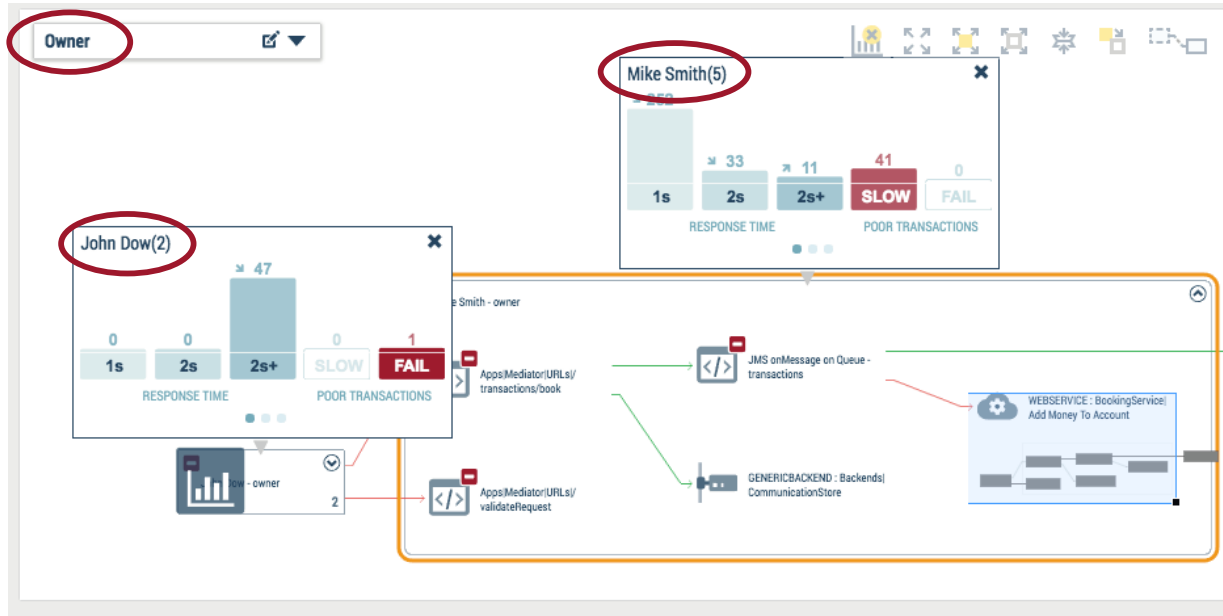 Owner
Mike Smith(5)
252
33
11
41
0
1s
2s
2s+
SLOW
FAIL
RESPONSE TIME
POOR TRANSACTIONS
John Dow(2)
47
0
0
0
1
1s
2s
2s+
SLOW
FAIL
RESPONSE TIME
POOR TRANSACTIONS
Smith - owner
Apps|Mediator|URLs|/
transactions/book
JMS onMessage on Queue -
transactions
WEBSERVICE : BookingService|
Add Money To Account
- owner
2
Apps|Mediator|URLs|/
validateRequest
GENERICBACKEND : Backends|
CommunicationStore